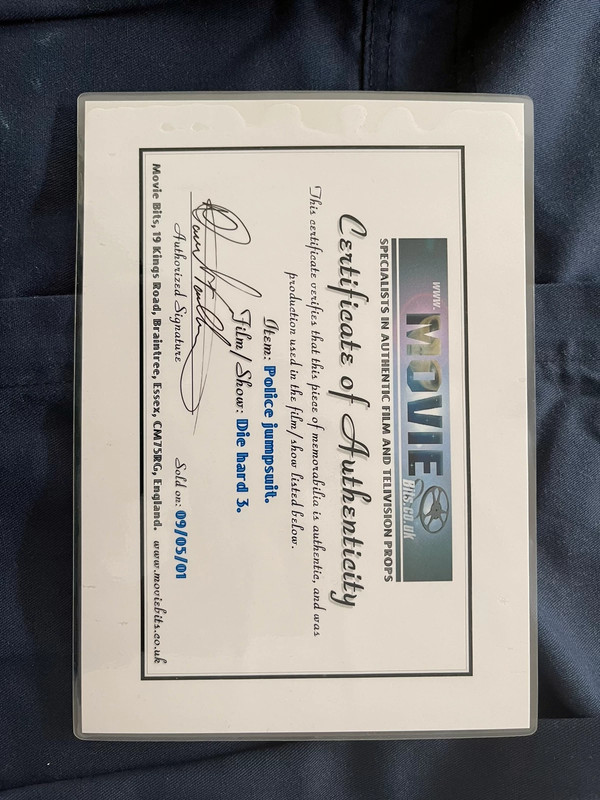 www.MOVIE Bits.co.uk
SPECIALISTS IN AUTHENTIC FILM AND TELIVISION PROPS
Certificate of Authenticity
This certificate verifies that this piece of memorabilia is authentic, and was
production used in the film/show listed below.
Item: Police jumpsuit.
Film/Show: Die hard 3.
Authorized Signature
Sold on: 09/05/01
Movie Bits, 19 Kings Road, Braintree, Essex, CM75RG, England. www.moviebits.co.uk